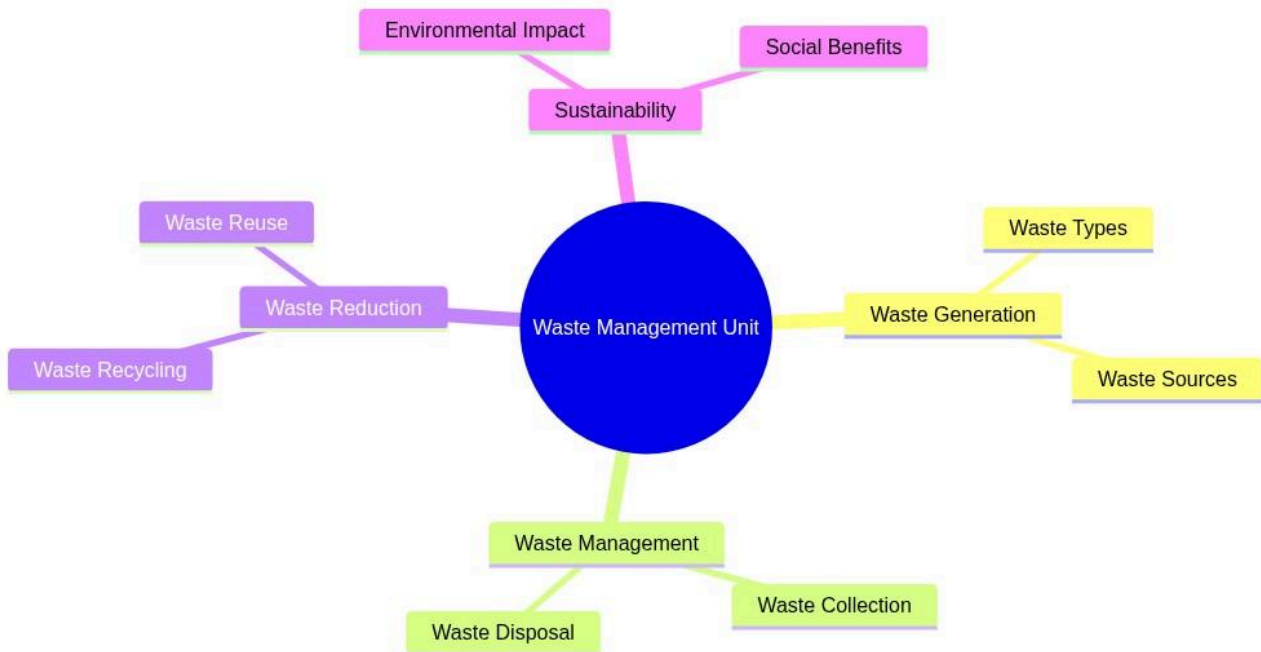 Environmental Impact
Social Benefits
Sustainability
Waste Reuse
Waste Types
Waste Reduction
Waste Management Unit
Waste Generation
Waste Recycling
Waste Sources
Waste Management
Waste Collection
Waste Disposal